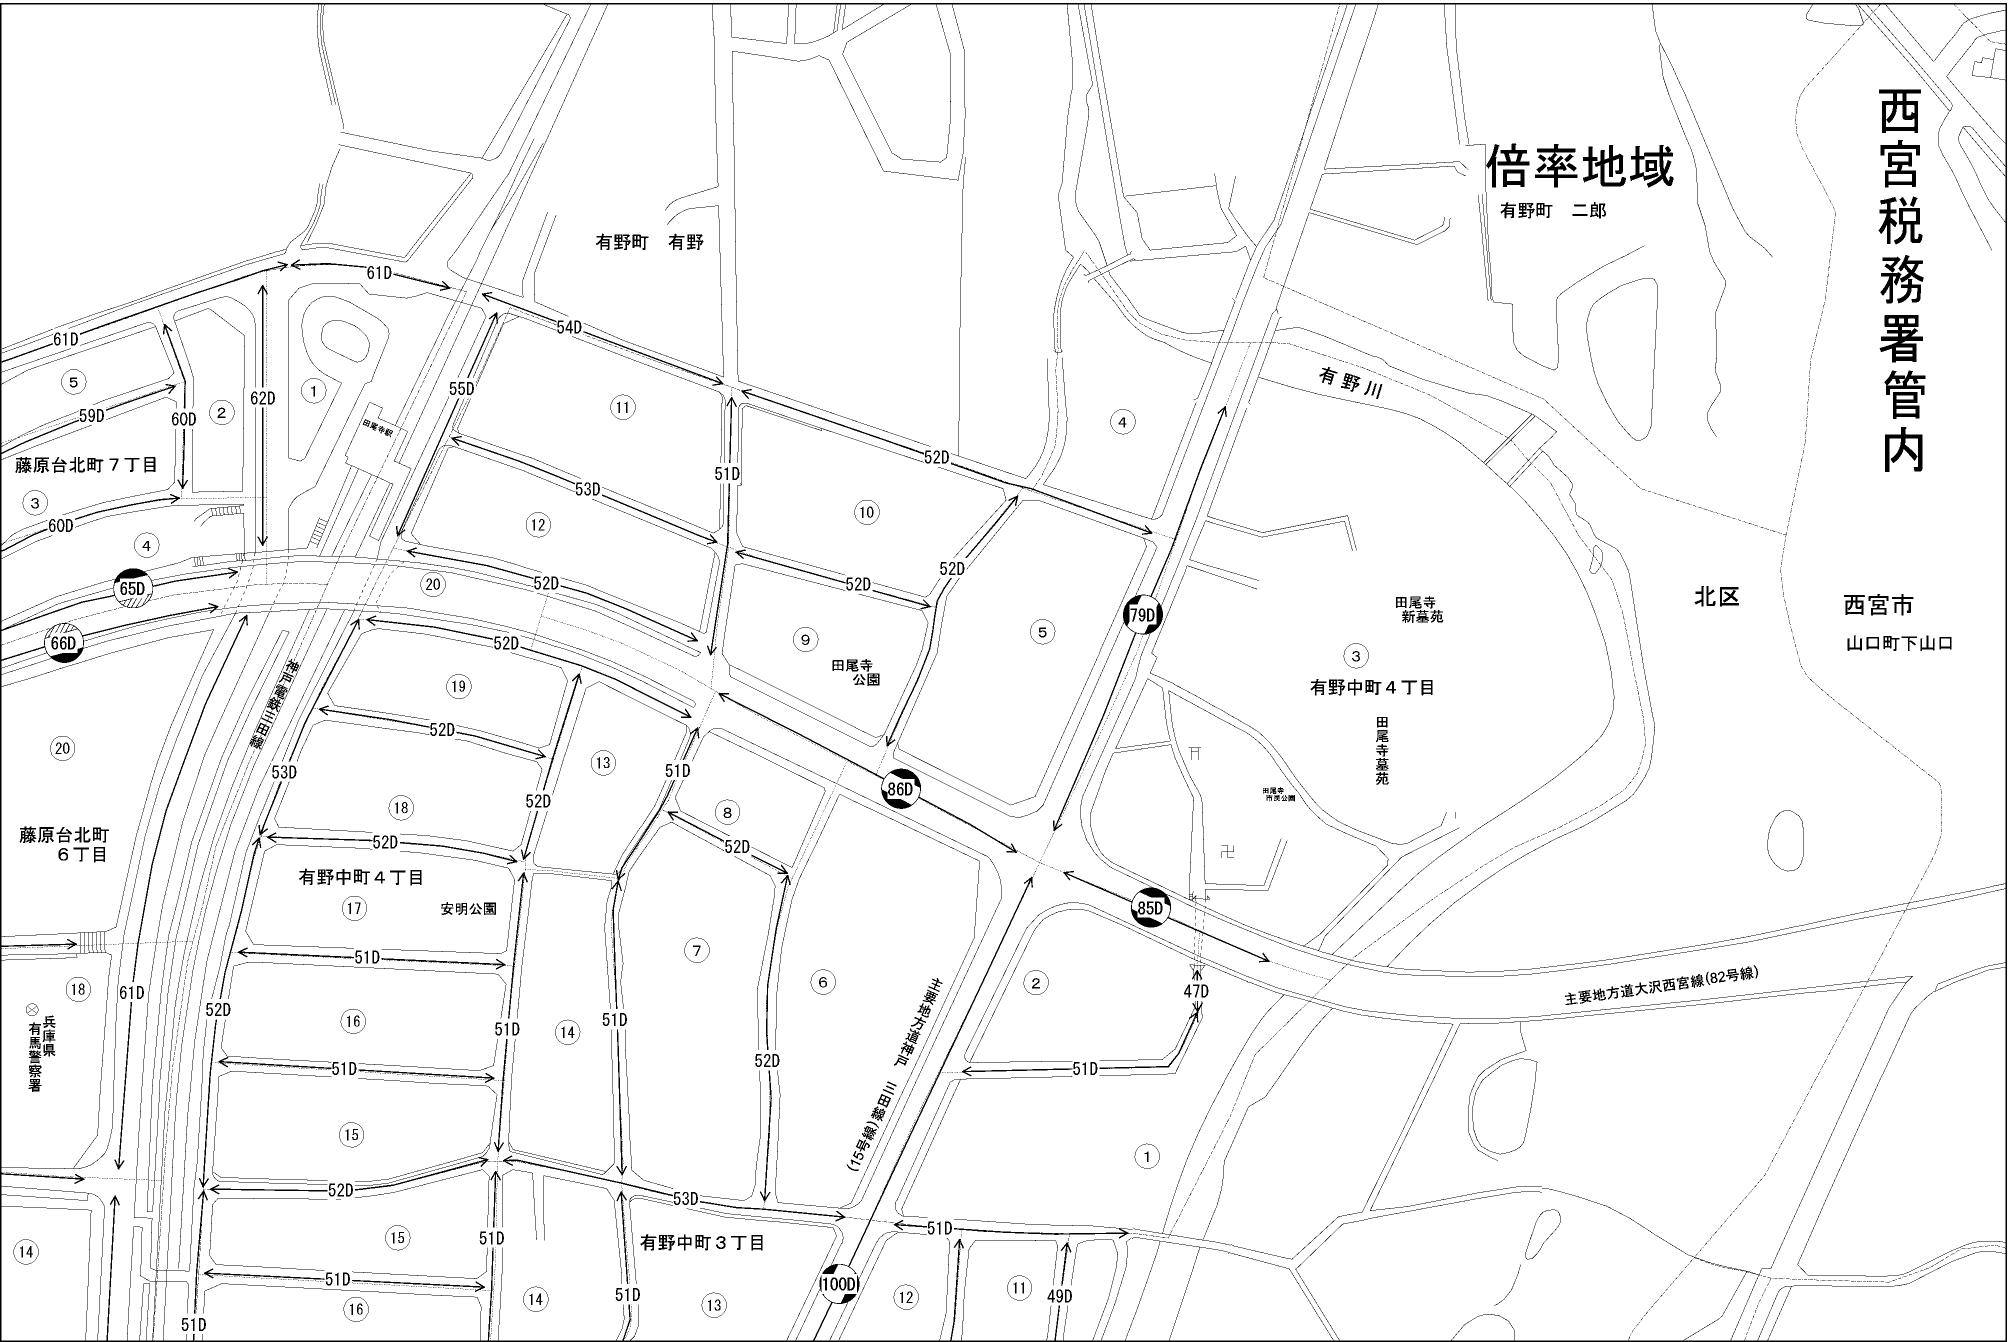 西宮税務署管内
倍率地域
有野町 二郎
有野町 有野
61D
61D
54D
⑤
59D
60D
②
62D
①
55D
⑪
51D
52D
④
有野川
田尾寺駅
藤原台北町７丁目
③
60D
④
53D
⑫
⑩
65D
66D
⑳
52D
52D
52D
⑨
田尾寺
公園
⑤
79D
田尾寺
新墓苑
③
有野中町４丁目
田尾寺墓苑
田尾寺
市民公園
北区
西宮市
山口町下山口
神戸電鉄三田線
52D
⑲
52D
⑬
51D
53D
52D
⑱
⑧
52D
86D
⑳
藤原台北町
６丁目
52D
有野中町４丁目
⑰
安明公園
85D
51D
⑦
⑥
②
47D
主要地方道大沢西宮線(82号線)
主要地方道神戸三田線(15号線)
⑱
61D
兵庫県
有馬警察署
52D
⑯
51D
⑭
51D
52D
51D
51D
⑮
①
52D
53D
51D
⑭
⑮
51D
有野中町３丁目
51D
⑯
51D
⑭
51D
⑬
100D
⑫
⑪
49D